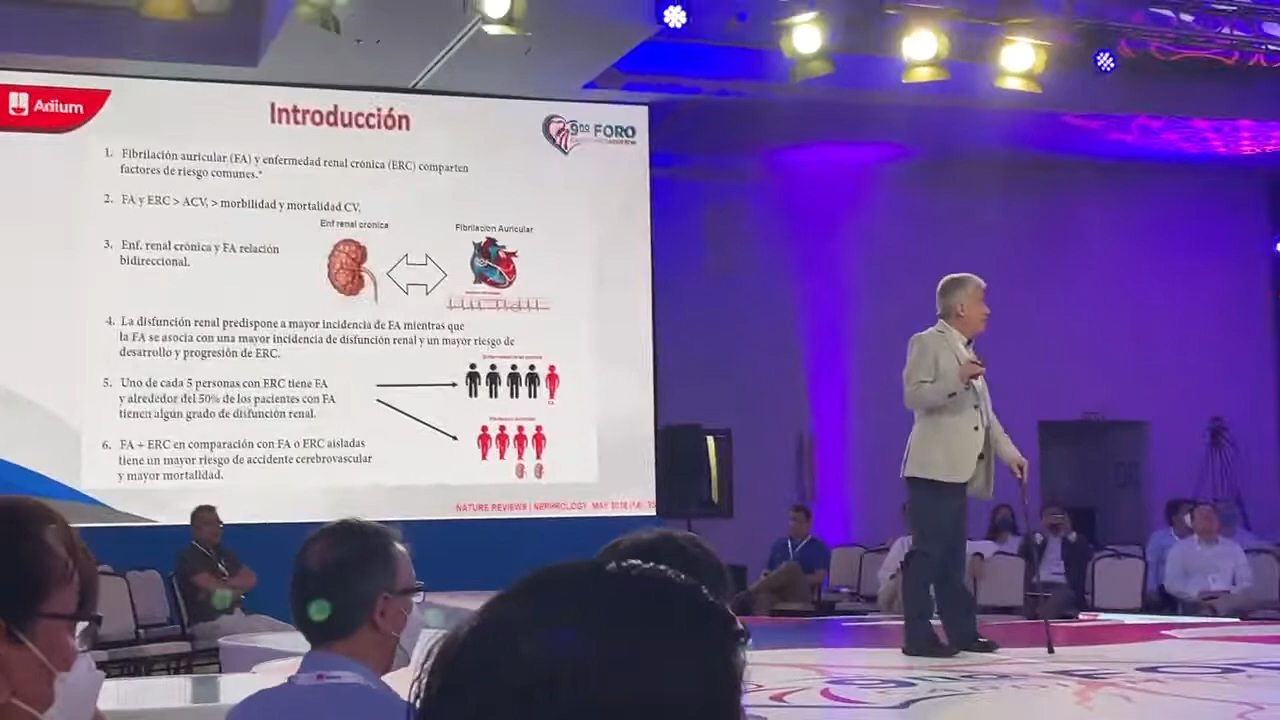 Adium
Introducción
9no FORO
1. Fibrilación auricular (FA) y enfermedad renal crónica (ERC) comparten
factores de riesgo comunes.*
2. FA y ERC > ACV, > morbilidad y mortalidad CV.
Enf renal cronica
Fibrilacion Auricular
3. Enf. renal crónica y FA relación
bidireccional.
4. La disfunción renal predispone a mayor incidencia de FA mientras que
la FA se asocia con una mayor incidencia de disfunción renal y un mayor riesgo de
desarrollo y progresión de ERC.
5. Uno de cada 5 personas con ERC tiene FA
y alrededor del 50% de los pacientes con FA
tienen algún grado de disfunción renal.
FA
6. FA + ERC en comparación con FA o ERC aisladas
tiene un mayor riesgo de accidente cerebrovascular
y mayor mortalidad.
NATURE REVIEWS | NEPHROLOGY MAY
9no FO